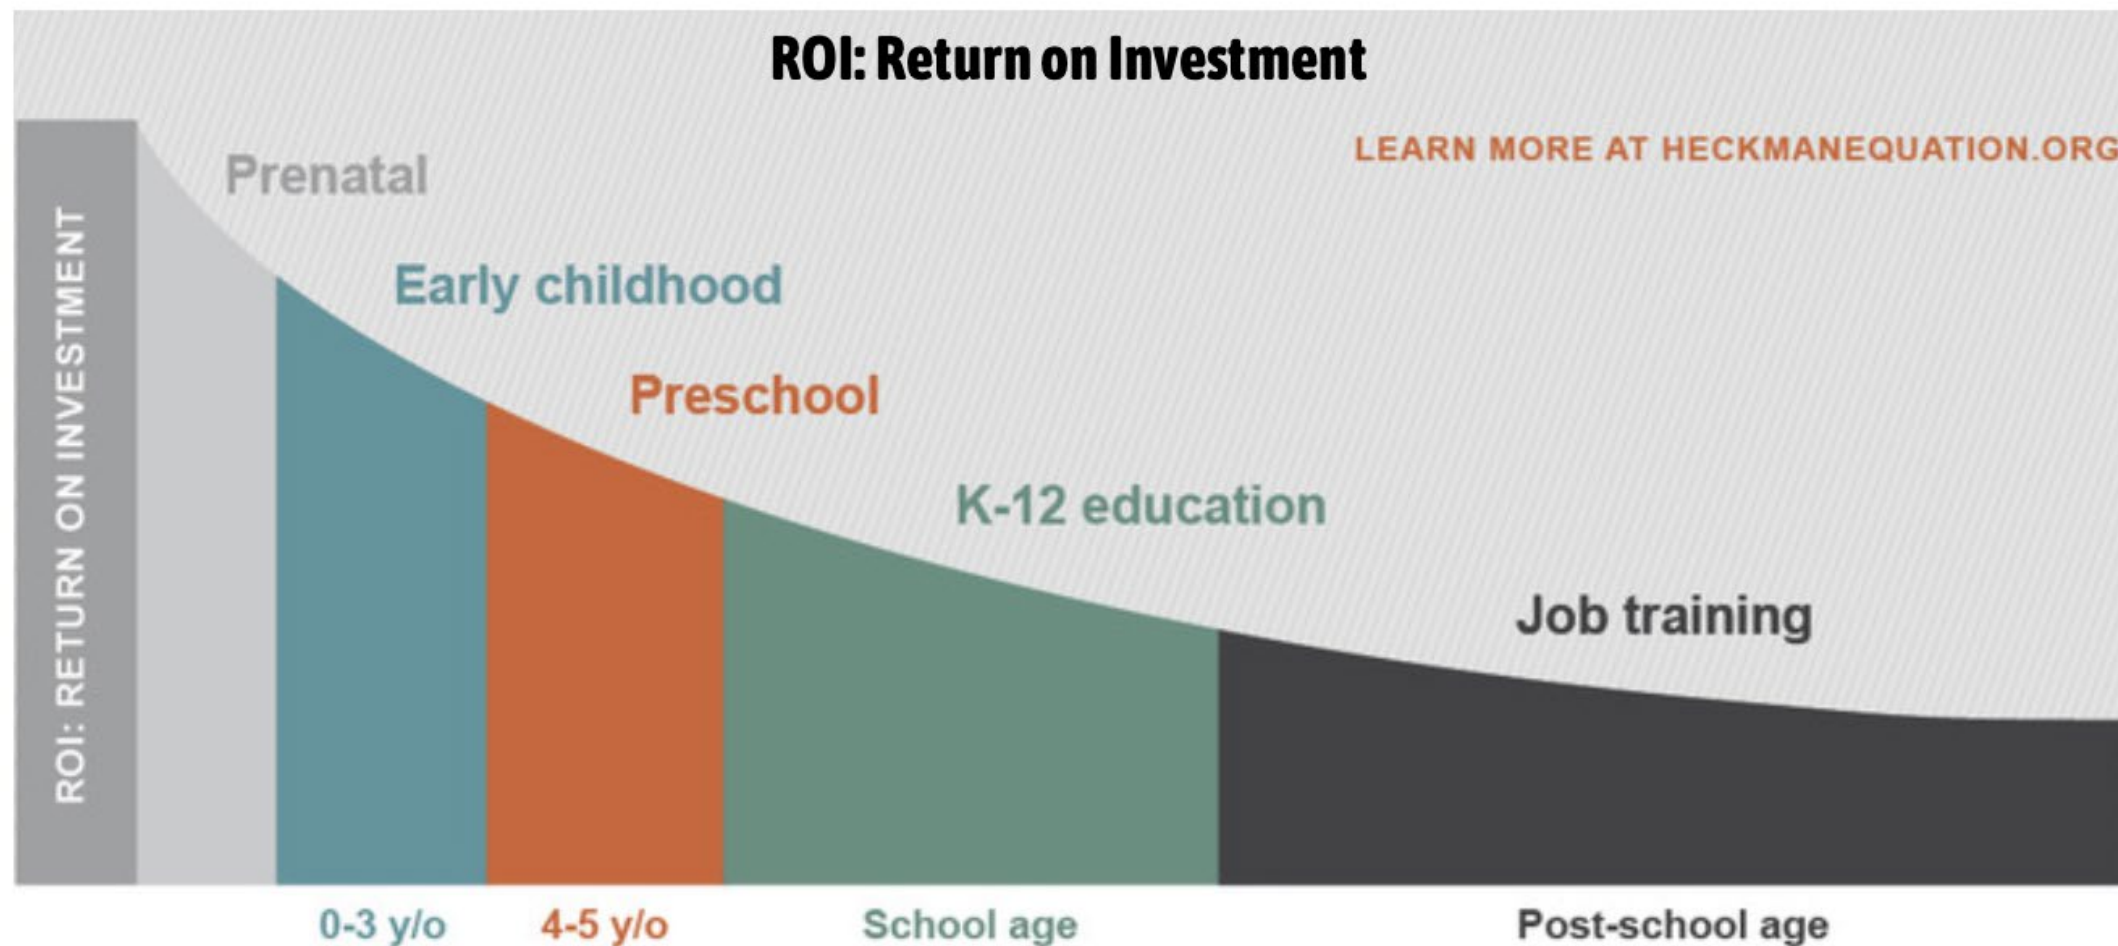 ROI: Return on Investment
LEARN MORE AT HECKMANEQUATION.ORG
ROI: RETURN ON INVESTMENT
Prenatal
Early childhood
Preschool
K-12 education
Job training
0-3 y/o
4-5 y/o
School age
Post-school age